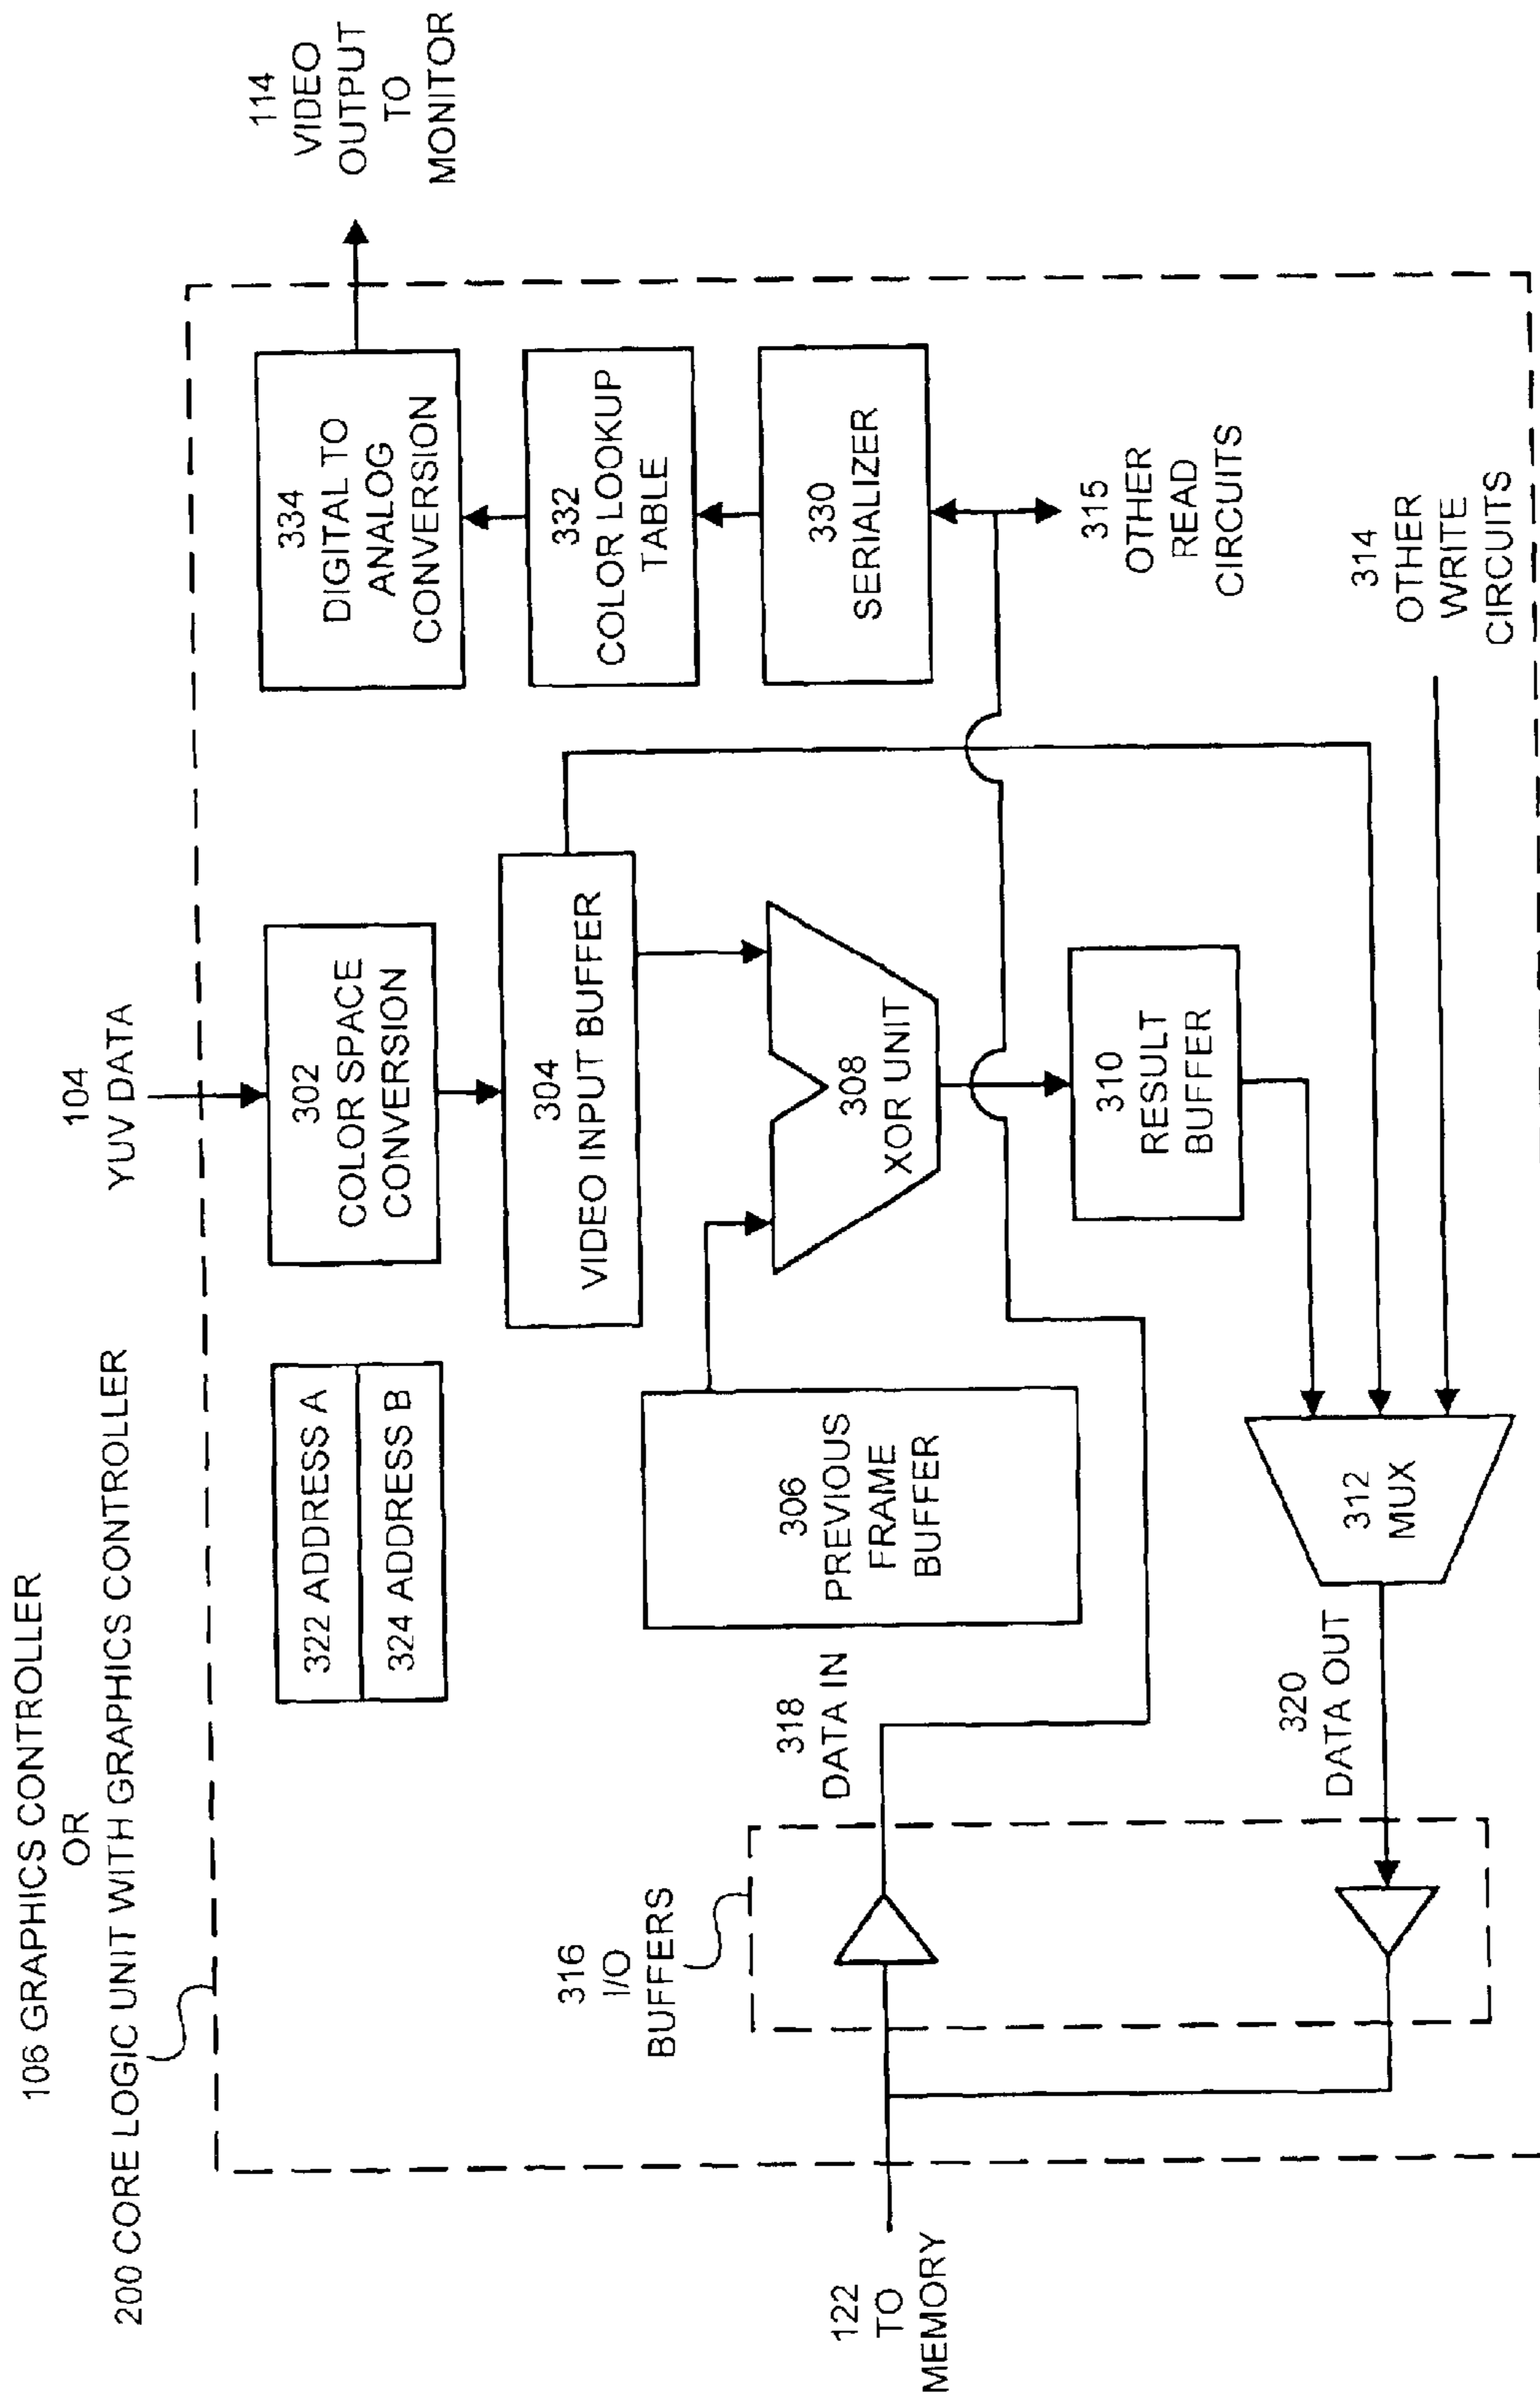 106 GRAPHICS CONTROLLER
OR
200 CORE LOGIC UNIT WITH GRAPHICS CONTROLLER
104
YUV DATA
114
VIDEO
OUTPUT
TO
MONITOR
322 ADDRESS A
324 ADDRESS B
302
COLOR SPACE
CONVERSION
334
DIGITAL TO
ANALOG
CONVERSION
304
VIDEO INPUT BUFFER
332
COLOR LOOKUP
TABLE
316
I/O
BUFFERS
318
DATA IN
306
PREVIOUS
FRAME
BUFFER
308
XOR UNIT
330
SERIALIZER
122
TO
MEMORY
310
RESULT
BUFFER
315
OTHER
READ
CIRCUITS
320
DATA OUT
312
MUX
314
OTHER
WRITE
CIRCUITS